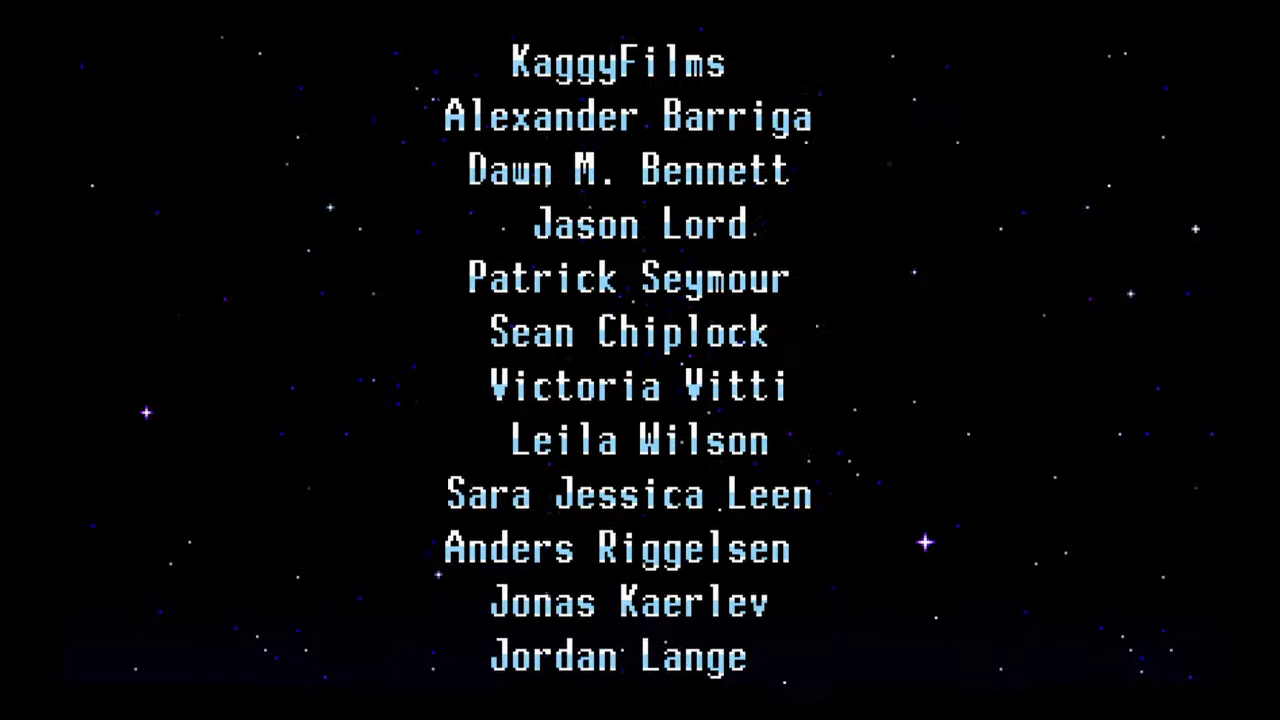 KaggyFilms
Alexander Barriga
Dawn M. Bennett
Jason Lord
Patrick Seymour
Sean Chiplock
Victoria Vitti
Leila Wilson
Sara Jessica Leen
Anders Riggelsen
Jonas Kaerlev
Jordan Lange